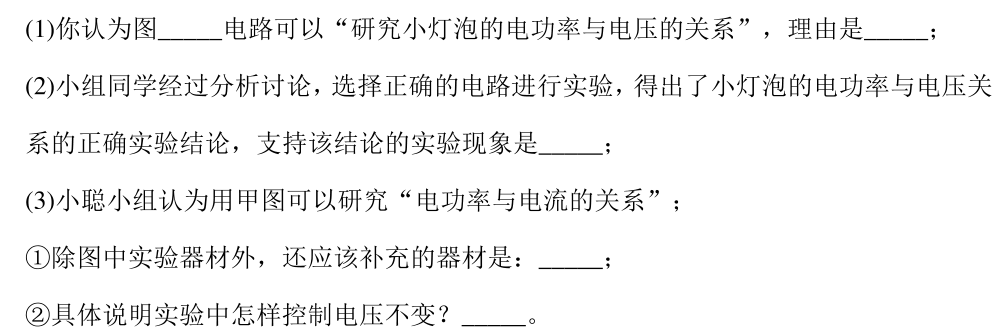 (1)你认为图_____电路可以“研究小灯泡的电功率与电压的关系”，理由是_____；
(2)小组同学经过分析讨论，选择正确的电路进行实验，得出了小灯泡的电功率与电压关
系的正确实验结论，支持该结论的实验现象是_____；
(3)小聪小组认为用甲图可以研究“电功率与电流的关系”；
①除图中实验器材外，还应该补充的器材是：_____；
②具体说明实验中怎样控制电压不变？_____。